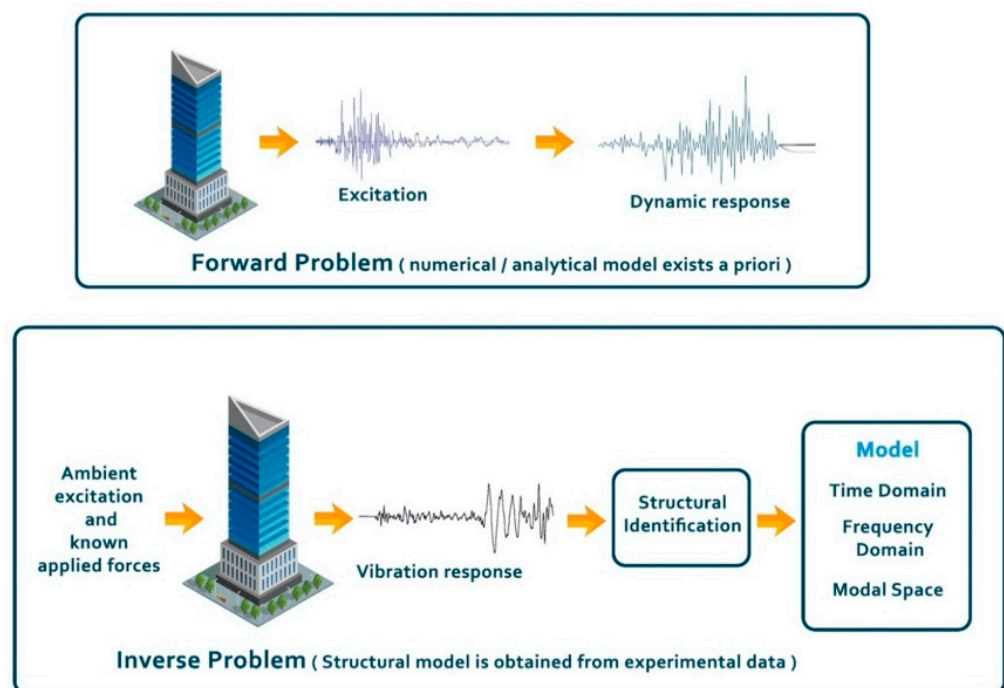 Excitation
Dynamic response
Forward Problem ( numerical / analytical model exists a priori )
Ambient
excitation
and
known
applied forces
Vibration response
Structural
Identification
Model
Time Domain
Frequency
Domain
Modal Space
Inverse Problem ( Structural model is obtained from experimental data )